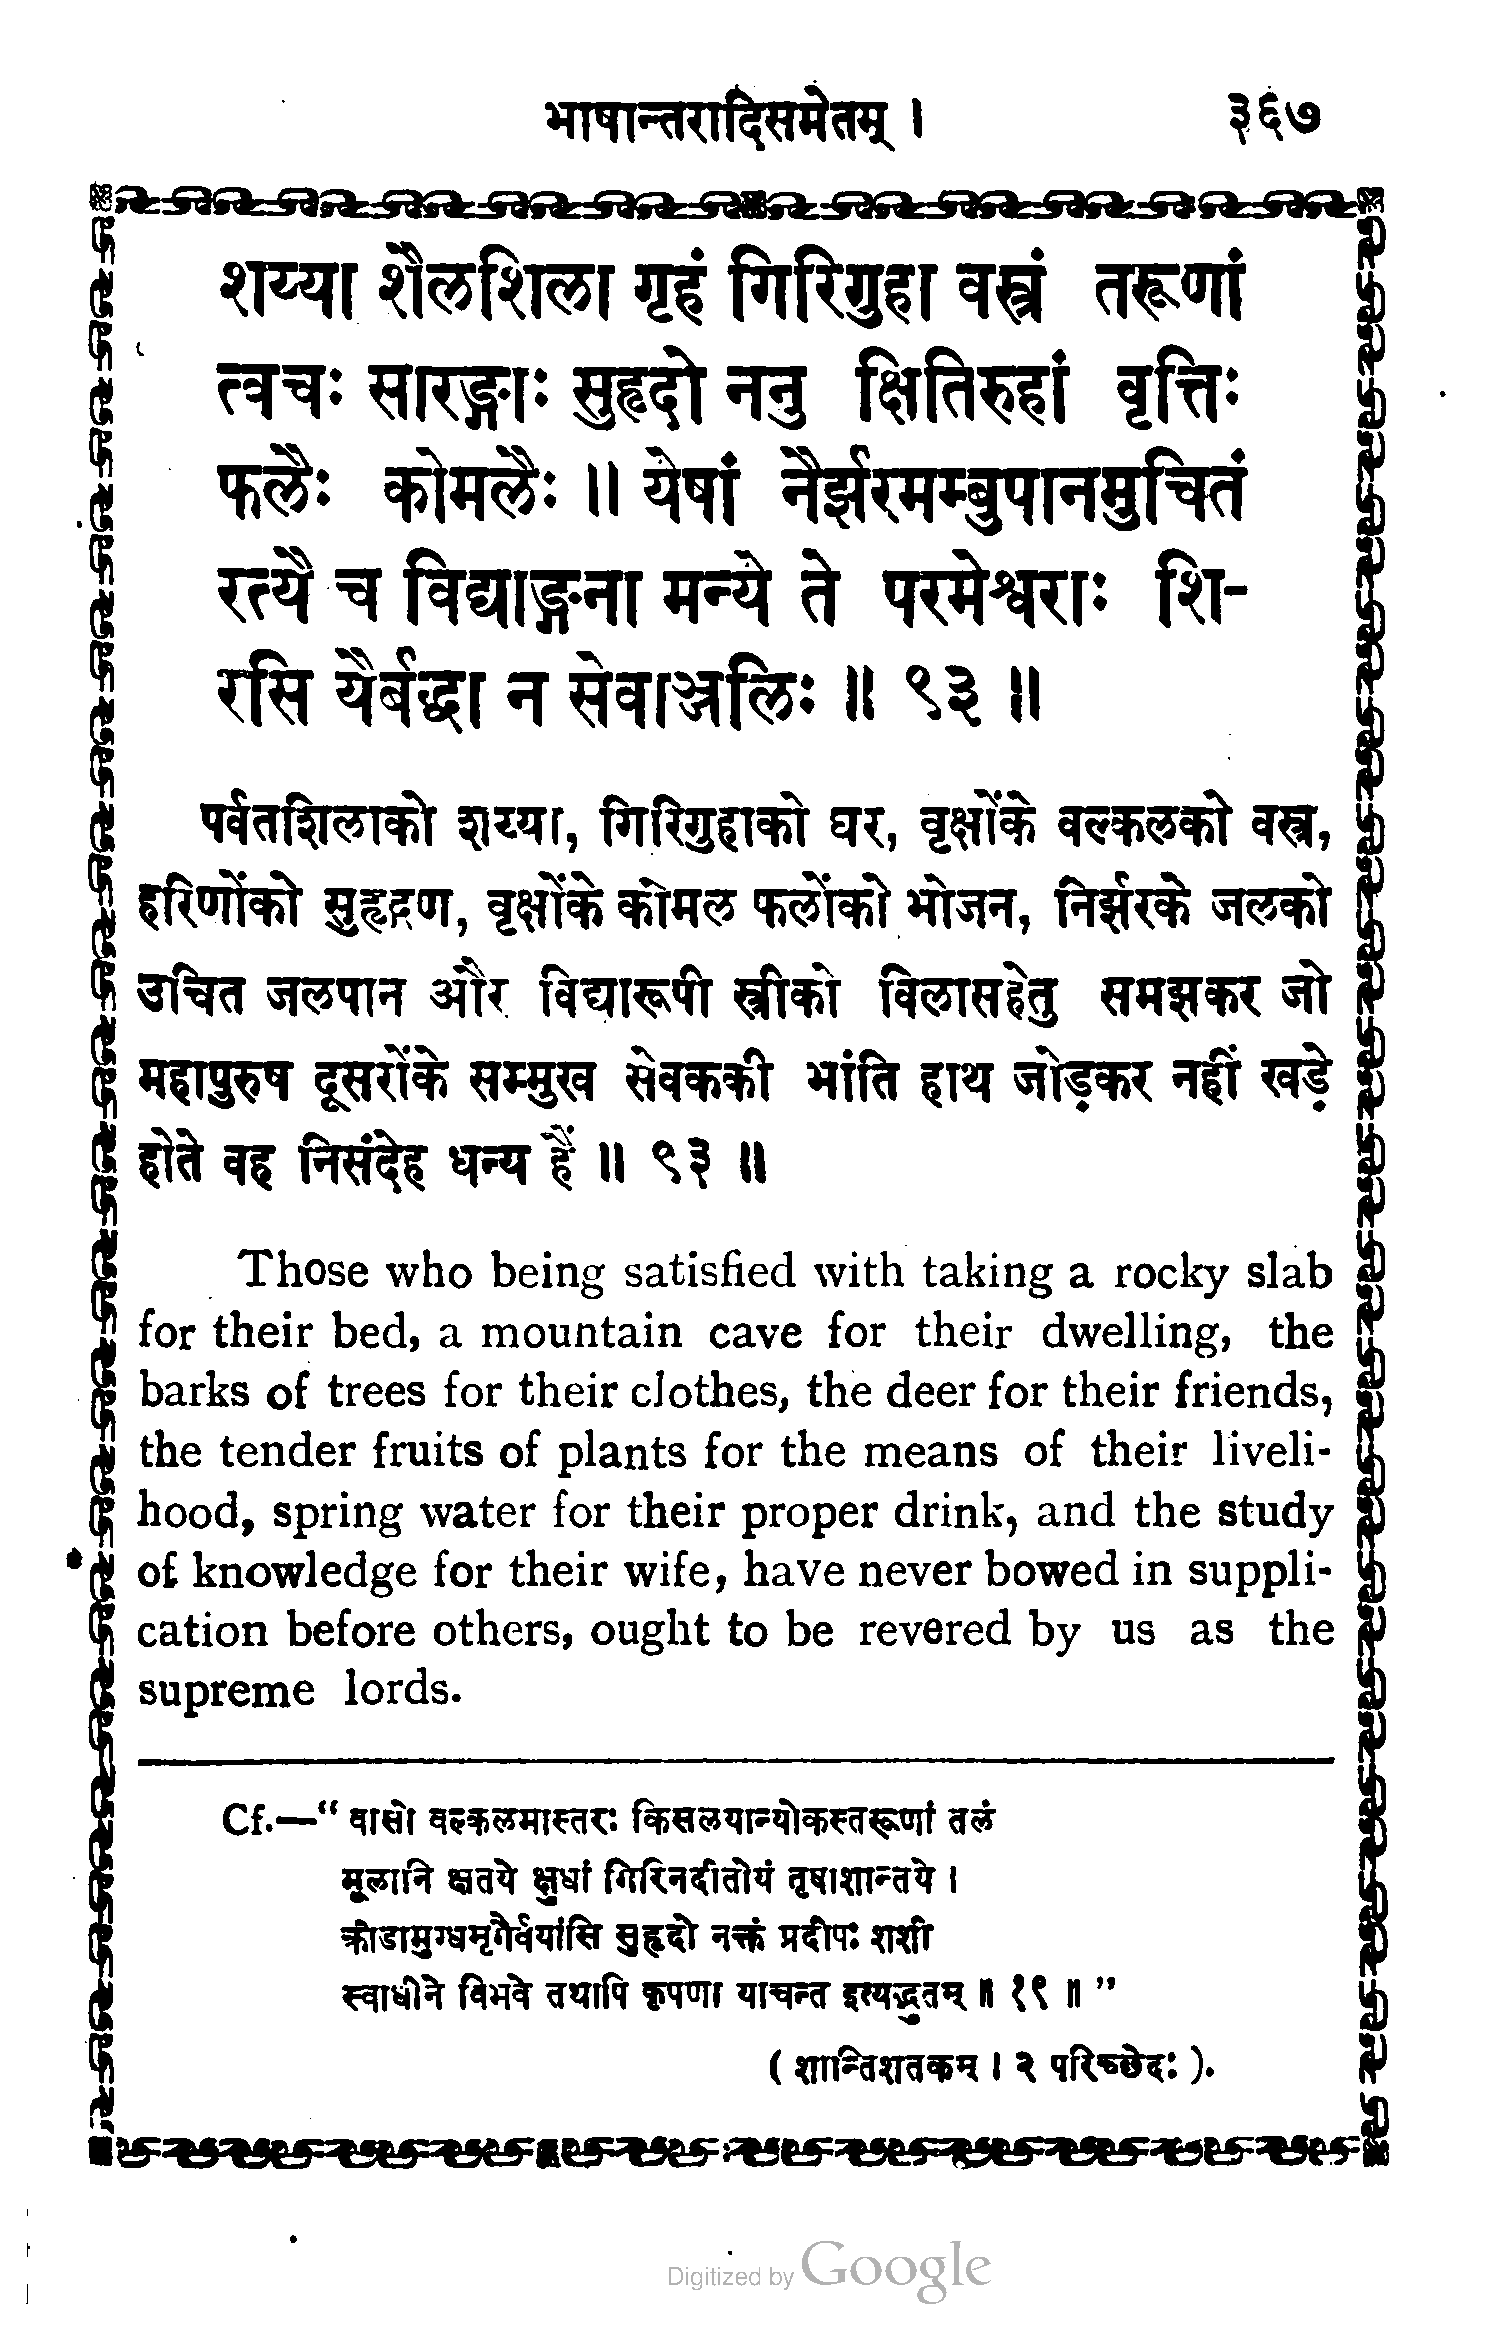 भाषान्तरादिसमेतम् । ३६७
शय्या शैलशिला गृहं गिरिगुहा वस्त्रं तरूणां
त्वचः सारङ्गाः सुहृदो ननु क्षितिरुहां वृत्तिः
फलैः कोमलैः ॥ येषां नैर्झरमम्बुपानमुचितं
रत्यै च विद्याङ्गना मन्ये ते परमेश्वराः शि-
रसि यैर्बद्धा न सेवाञ्जलिः ॥ ९३ ॥
पर्वतशिलाको शय्या, गिरिगुहाको घर, वृक्षोंके वल्कलको वस्त्र,
हरिणोंको सुहृद्गण, वृक्षोंके कोमल फलोंको भोजन, निर्झरके जलको
उचित जलपान और विद्यारूपी स्त्रीको विलासहेतु समझकर जो
महापुरुष दूसरोंके सम्मुख सेवककी भांति हाथ जोड़कर नहीं खड़े
होते वह निसंदेह धन्य हैं ॥ ९३ ॥
Those who being satisfied with taking a rocky slab
for their bed, a mountain cave for their dwelling, the
barks of trees for their clothes, the deer for their friends,
the tender fruits of plants for the means of their liveli-
hood, spring water for their proper drink, and the study
of knowledge for their wife, have never bowed in suppli-
cation before others, ought to be revered by us as the
supreme lords.
Cf.—“ वासो वल्कलमास्तरः किसलयान्योकस्तरूणां तलं
मूलानि क्षतये क्षुधां गिरिनदीतोयं तृषाशान्तये ।
क्रीडामुग्धमृगैर्वयांसि सुहृदो नक्तं प्रदीपः शशी
स्वाधीने विभवे तथापि कृपणा याचन्त इत्यद्भुतम् ॥ १९ ॥ ”
( शान्तिशतकम् । २ परिच्छेदः ).
Digitized by Google